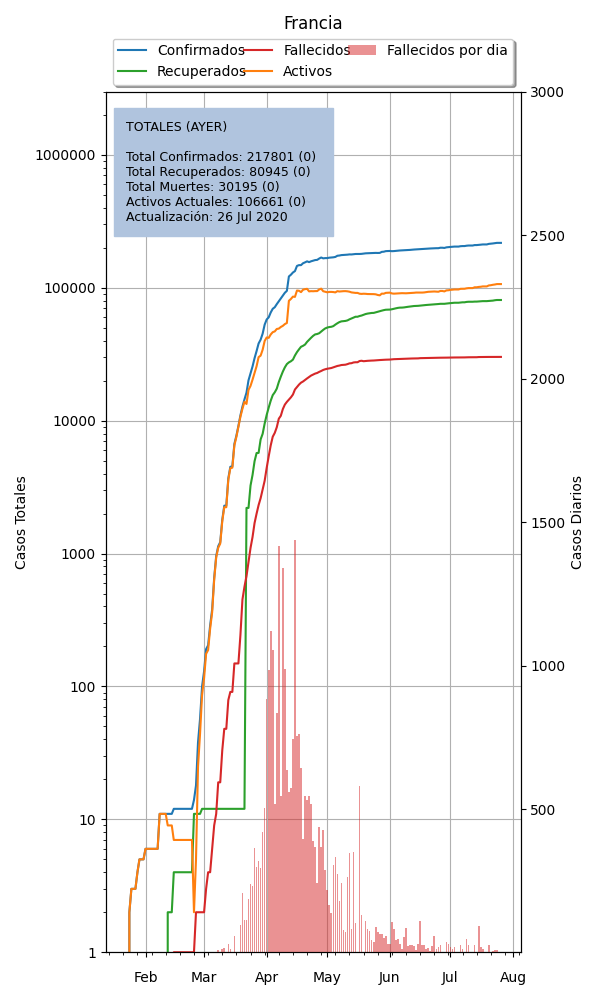 Francia
Confirmados Fallecidos Fallecidos por dia
Recuperados Activos
TOTALES (AYER)
Total Confirmados: 217801 (0)
Total Recuperados: 80945 (0)
Total Muertes: 30195 (0)
Activos Actuales: 106661 (0)
Actualización: 26 Jul 2020
Casos Totales
1000000
100000
10000
1000
100
10
1
3000
2500
2000
1500
1000
500
Casos Diarios
Feb Mar Apr May Jun Jul Aug